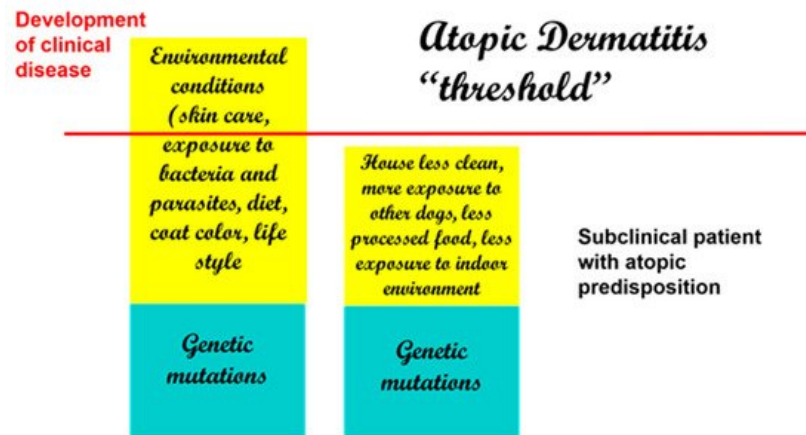 Development
of clinical
disease
Atopic Dermatitis
“threshold”
Environmental
conditions
(skin care,
exposure to
bacteria and
parasites, diet,
coat color, life
style
House less clean,
more exposure to
other dogs, less
processed food, less
exposure to indoor
environment
Subclinical patient
with atopic
predisposition
Genetic
mutations
Genetic
mutations